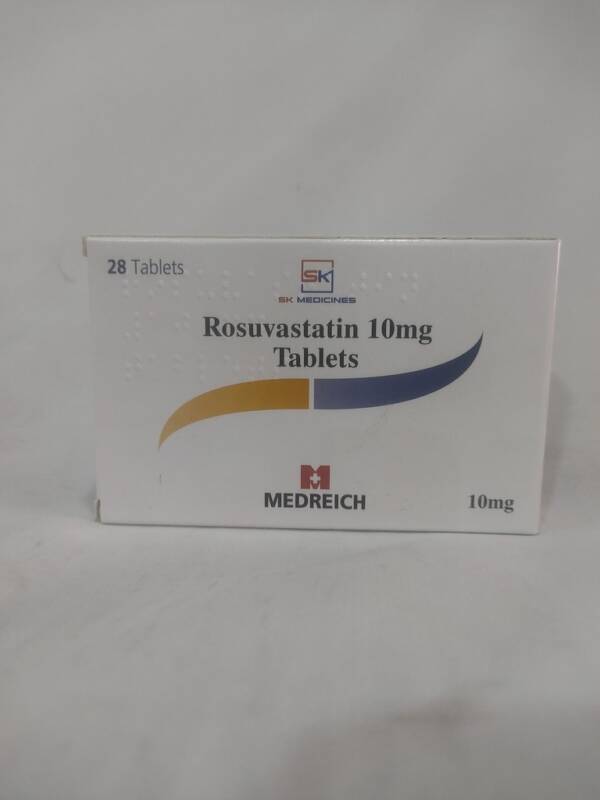 28 Tablets
SK
SK MEDICINES
Rosuvastatin 10mg
Tablets
M
MEDREICH
10mg